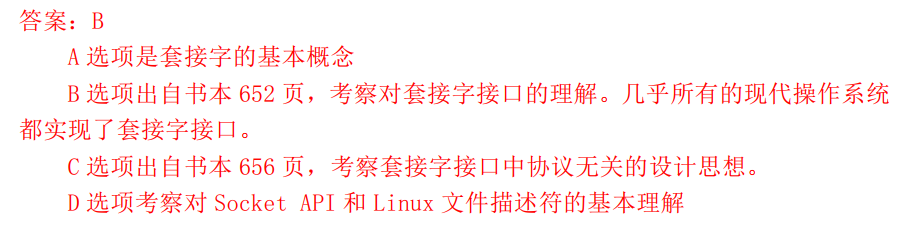 答案：B
A 选项是套接字的基本概念
B 选项出自书本 652 页，考察对套接字接口的理解。几乎所有的现代操作系统
都实现了套接字接口。
C 选项出自书本 656 页，考察套接字接口中协议无关的设计思想。
D 选项考察对 Socket API 和 Linux 文件描述符的基本理解